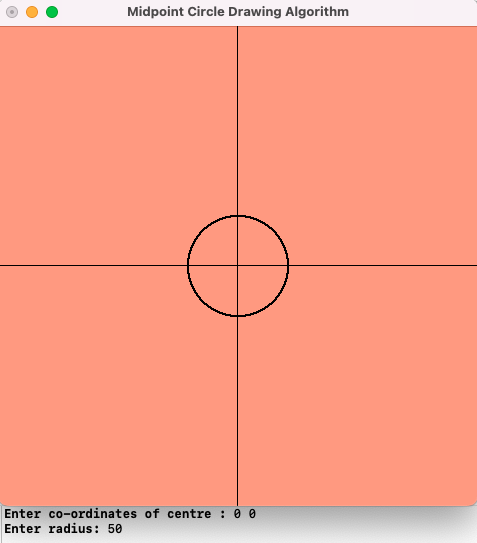 Midpoint Circle Drawing Algorithm
Enter co-ordinates of centre : 0 0
Enter radius: 50